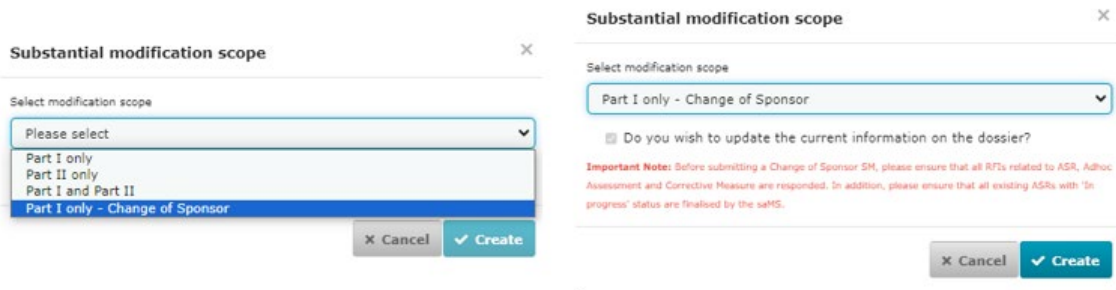 Substantial modification scope
×
Select modification scope
Please select
Part I only
Part II only
Part I and Part II
Part I only - Change of Sponsor
× Cancel
✓ Create
Substantial modification scope
×
Select modification scope
Part I only - Change of Sponsor
Do you wish to update the current information on the dossier?
Important Note: Before submitting a Change of Sponsor SM, please ensure that all RFIs related to ASR, Adhoc
Assessment and Corrective Measure are responded. In addition, please ensure that all existing ASRs with 'In
progress' status are finalised by the saMS.
× Cancel
✓ Create